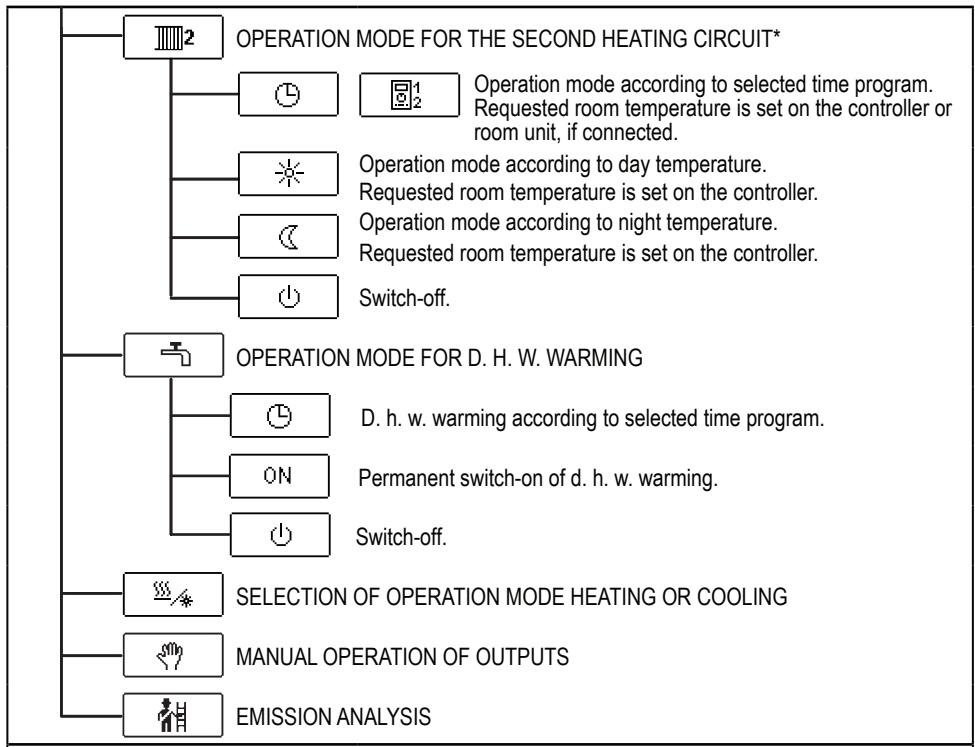 2 OPERATION MODE FOR THE SECOND HEATING CIRCUIT*
1
2
Operation mode according to selected time program.
Requested room temperature is set on the controller or
room unit, if connected.
Operation mode according to day temperature.
Requested room temperature is set on the controller.
Operation mode according to night temperature.
Requested room temperature is set on the controller.
Switch-off.
OPERATION MODE FOR D. H. W. WARMING
D. h. w. warming according to selected time program.
ON Permanent switch-on of d. h. w. warming.
Switch-off.
SELECTION OF OPERATION MODE HEATING OR COOLING
MANUAL OPERATION OF OUTPUTS
EMISSION ANALYSIS